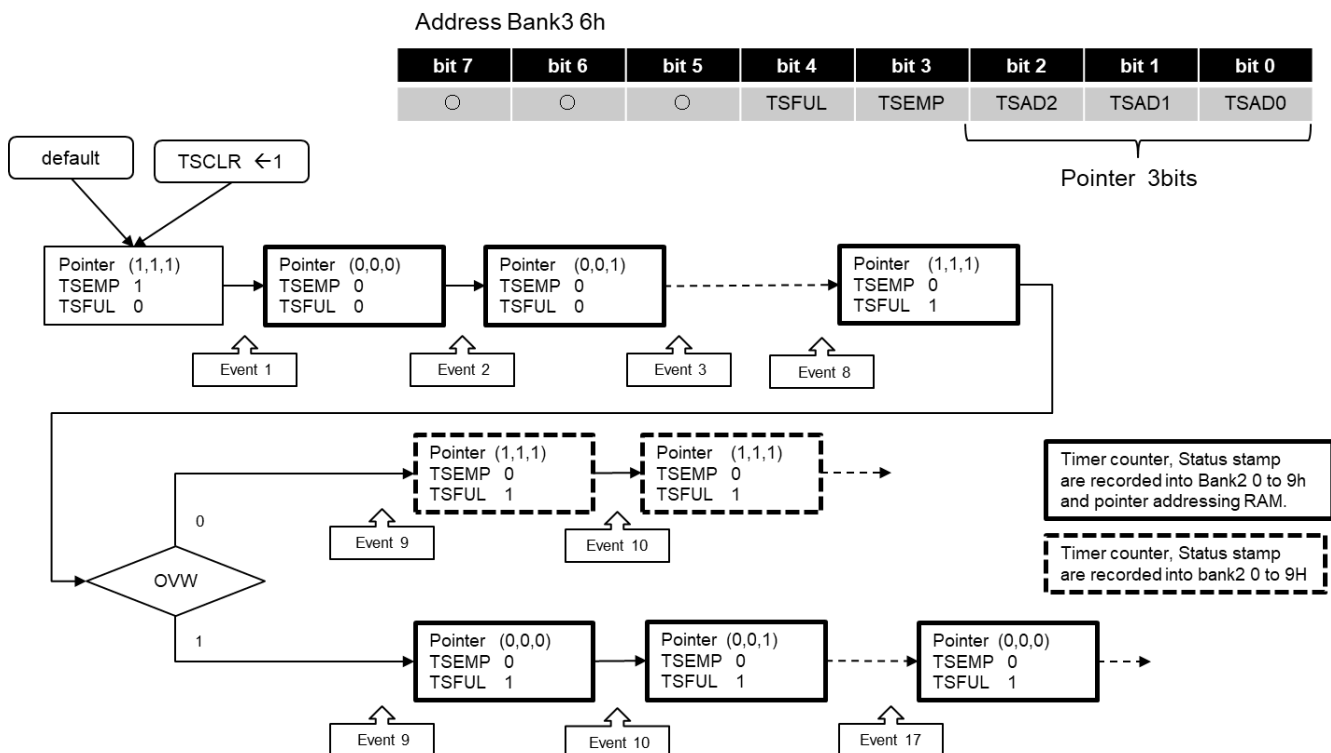 Address Bank3 6h
bit 7 bit 6 bit 5 bit 4 bit 3 bit 2 bit 1 bit 0
○ ○ ○ TSFUL TSEMP TSAD2 TSAD1 TSAD0
Pointer 3bits
default
TSCLR ←1
Pointer (1,1,1)
TSEMP 1
TSFUL 0
Pointer (0,0,0)
TSEMP 0
TSFUL 0
Pointer (0,0,1)
TSEMP 0
TSFUL 0
Pointer (1,1,1)
TSEMP 0
TSFUL 1
Event 1
Event 2
Event 3
Event 8
OVW
0
1
Pointer (1,1,1)
TSEMP 0
TSFUL 1
Pointer (1,1,1)
TSEMP 0
TSFUL 1
Event 9
Event 10
Timer counter, Status stamp
are recorded into Bank2 0 to 9h
and pointer addressing RAM.
Timer counter, Status stamp
are recorded into bank2 0 to 9H
Pointer (0,0,0)
TSEMP 0
TSFUL 1
Pointer (0,0,1)
TSEMP 0
TSFUL 1
Pointer (0,0,0)
TSEMP 0
TSFUL 1
Event 9
Event 10
Event 17